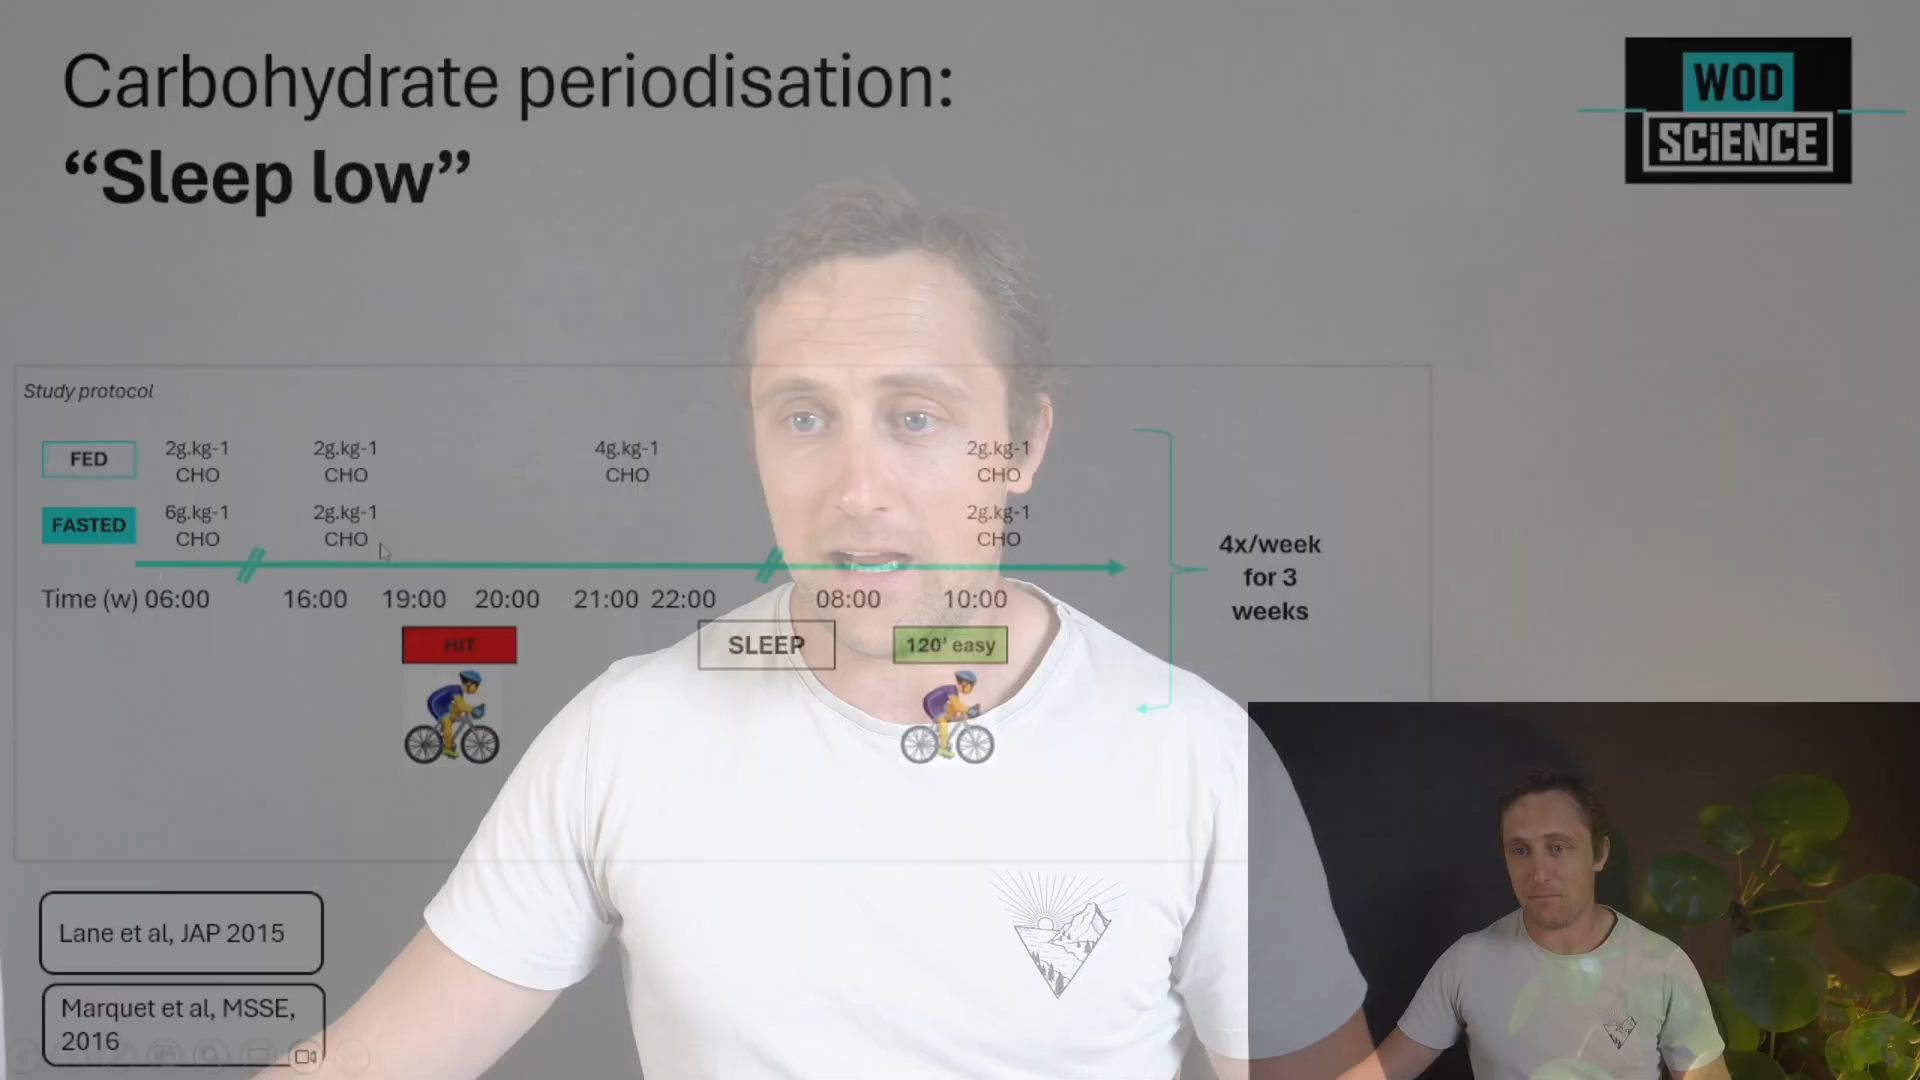 Carbohydrate periodisation:
“Sleep low”
WOD
SCiENCE
Study protocol
FED
2g.kg-1
CHO
2g.kg-1
CHO
4g.kg-1
CHO
2g.kg-1
CHO
FASTED
6g.kg-1
CHO
2g.kg-1
CHO
2g.kg-1
CHO
Time (w) 06:00 16:00 19:00 20:00 21:00 22:00 08:00 10:00
HIT
SLEEP
120' easy
4x/week
for 3
weeks
Lane et al, JAP 2015
Marquet et al, MSSE,
2016